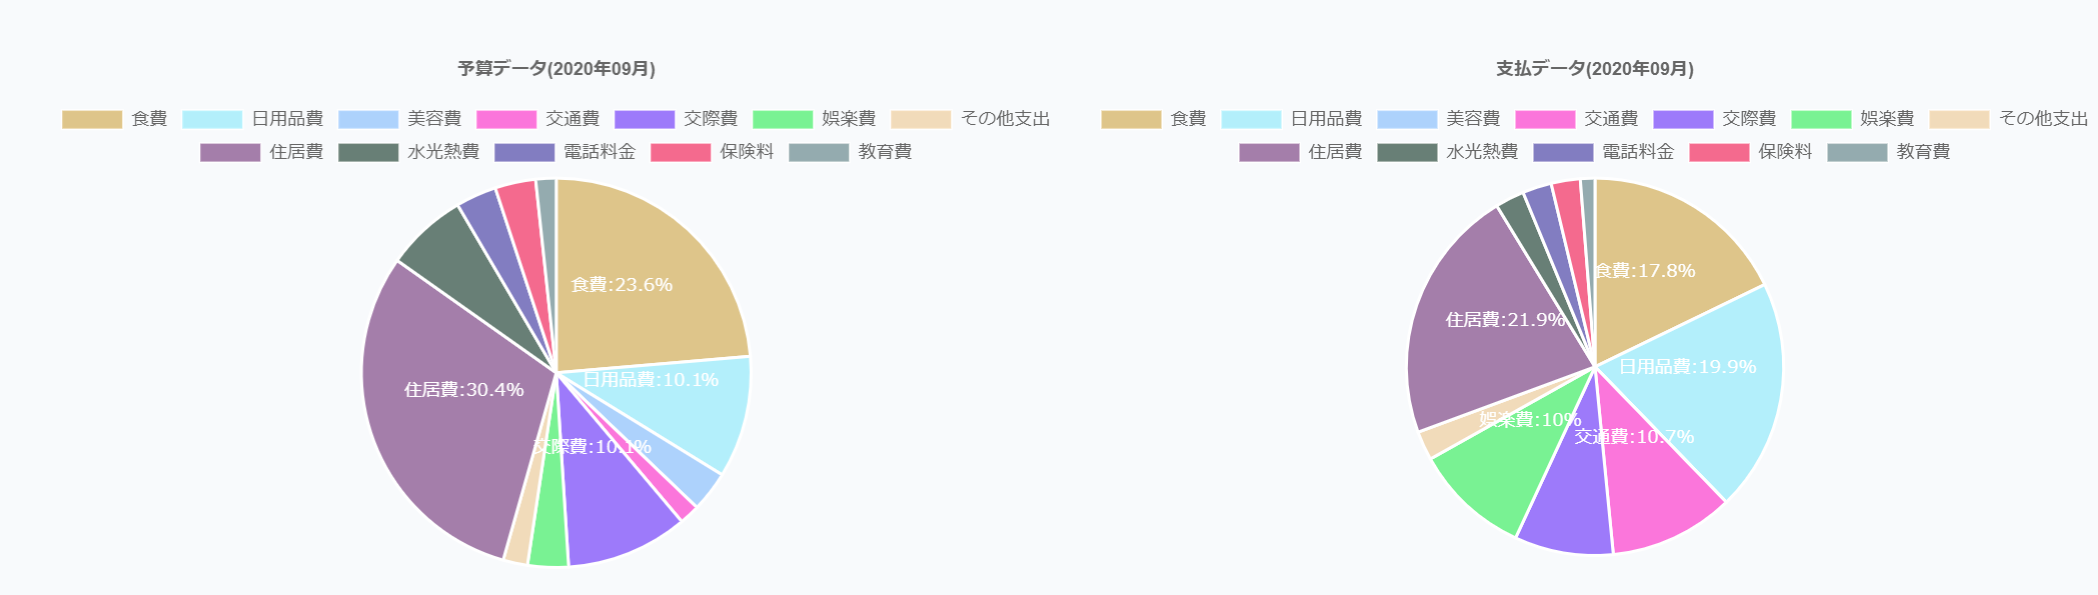 予算データ(2020年09月)
食費 日用品費 美容費 交通費 交際費 娯楽費 その他支出
住居費 水光熱費 電話料金 保険料 教育費
食費:23.6%
日用品費:10.1%
住居費:30.4%
交際費:10.1%
支払データ(2020年09月)
食費 日用品費 美容費 交通費 交際費 娯楽費 その他支出
住居費 水光熱費 電話料金 保険料 教育費
食費:17.8%
住居費:21.9%
日用品費:19.9%
娯楽費:10%
交通費:10.7%